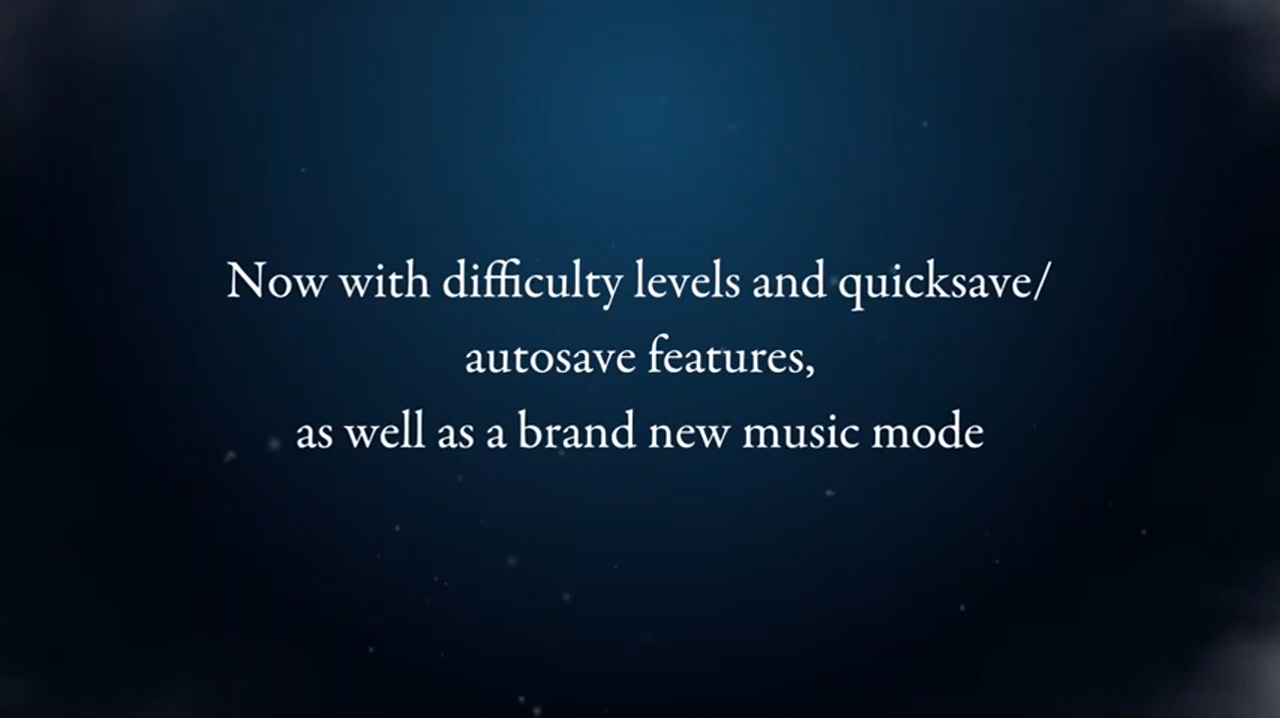 Now with difficulty levels and quicksave/
autosave features,
as well as a brand new music mode